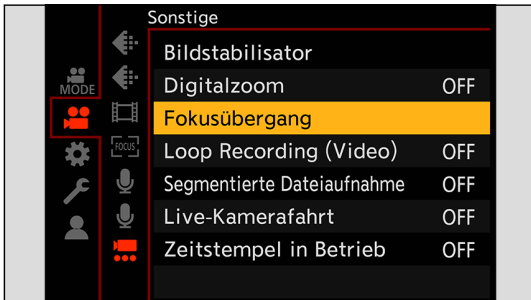 Sonstige
Bildstabilisator
MODE
Digitalzoom OFF
Fokusübergang
FOCUS
Loop Recording (Video) OFF
Segmentierte Dateiaufnahme OFF
Live-Kamerafahrt OFF
Zeitstempel in Betrieb OFF